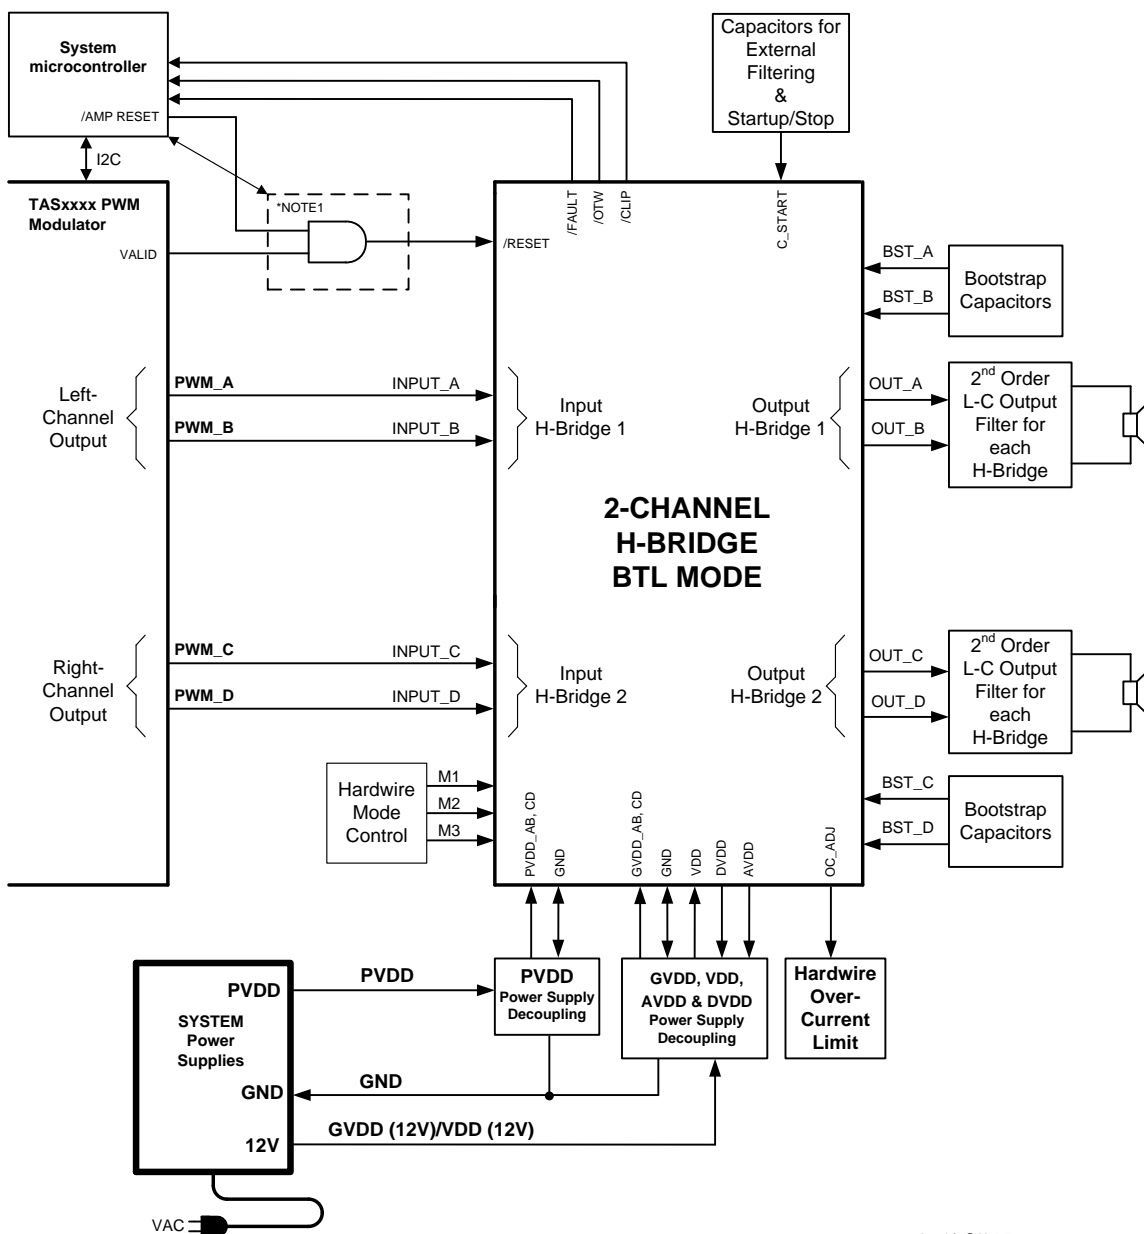 System
microcontroller
/AMP RESET
I2C
Capacitors for
External
Filtering
&
Startup/Stop
TASxxxx PWM
Modulator
VALID
*NOTE1
/RESET
/FAULT
/OTW
/CLIP
C_START
BST_A
BST_B
Bootstrap
Capacitors
Left-
Channel
Output
PWM_A
PWM_B
INPUT_A
INPUT_B
Input
H-Bridge 1
Output
H-Bridge 1
OUT_A
OUT_B
2nd Order
L-C Output
Filter for
each
H-Bridge
2-CHANNEL
H-BRIDGE
BTL MODE
Right-
Channel
Output
PWM_C
PWM_D
INPUT_C
INPUT_D
Input
H-Bridge 2
Output
H-Bridge 2
OUT_C
OUT_D
2nd Order
L-C Output
Filter for
each
H-Bridge
Hardwire
Mode
Control
M1
M2
M3
PVDD_AB, CD
GND
GVDD_AB, CD
GND
VDD
DVDD
AVDD
OC_ADJ
BST_C
BST_D
Bootstrap
Capacitors
PVDD
SYSTEM
Power
Supplies
GND
12V
PVDD
PVDD
Power Supply
Decoupling
GVDD, VDD,
AVDD & DVDD
Power Supply
Decoupling
Hardwire
Over-
Current
Limit
GND
GVDD (12V)/VDD (12V)
VAC